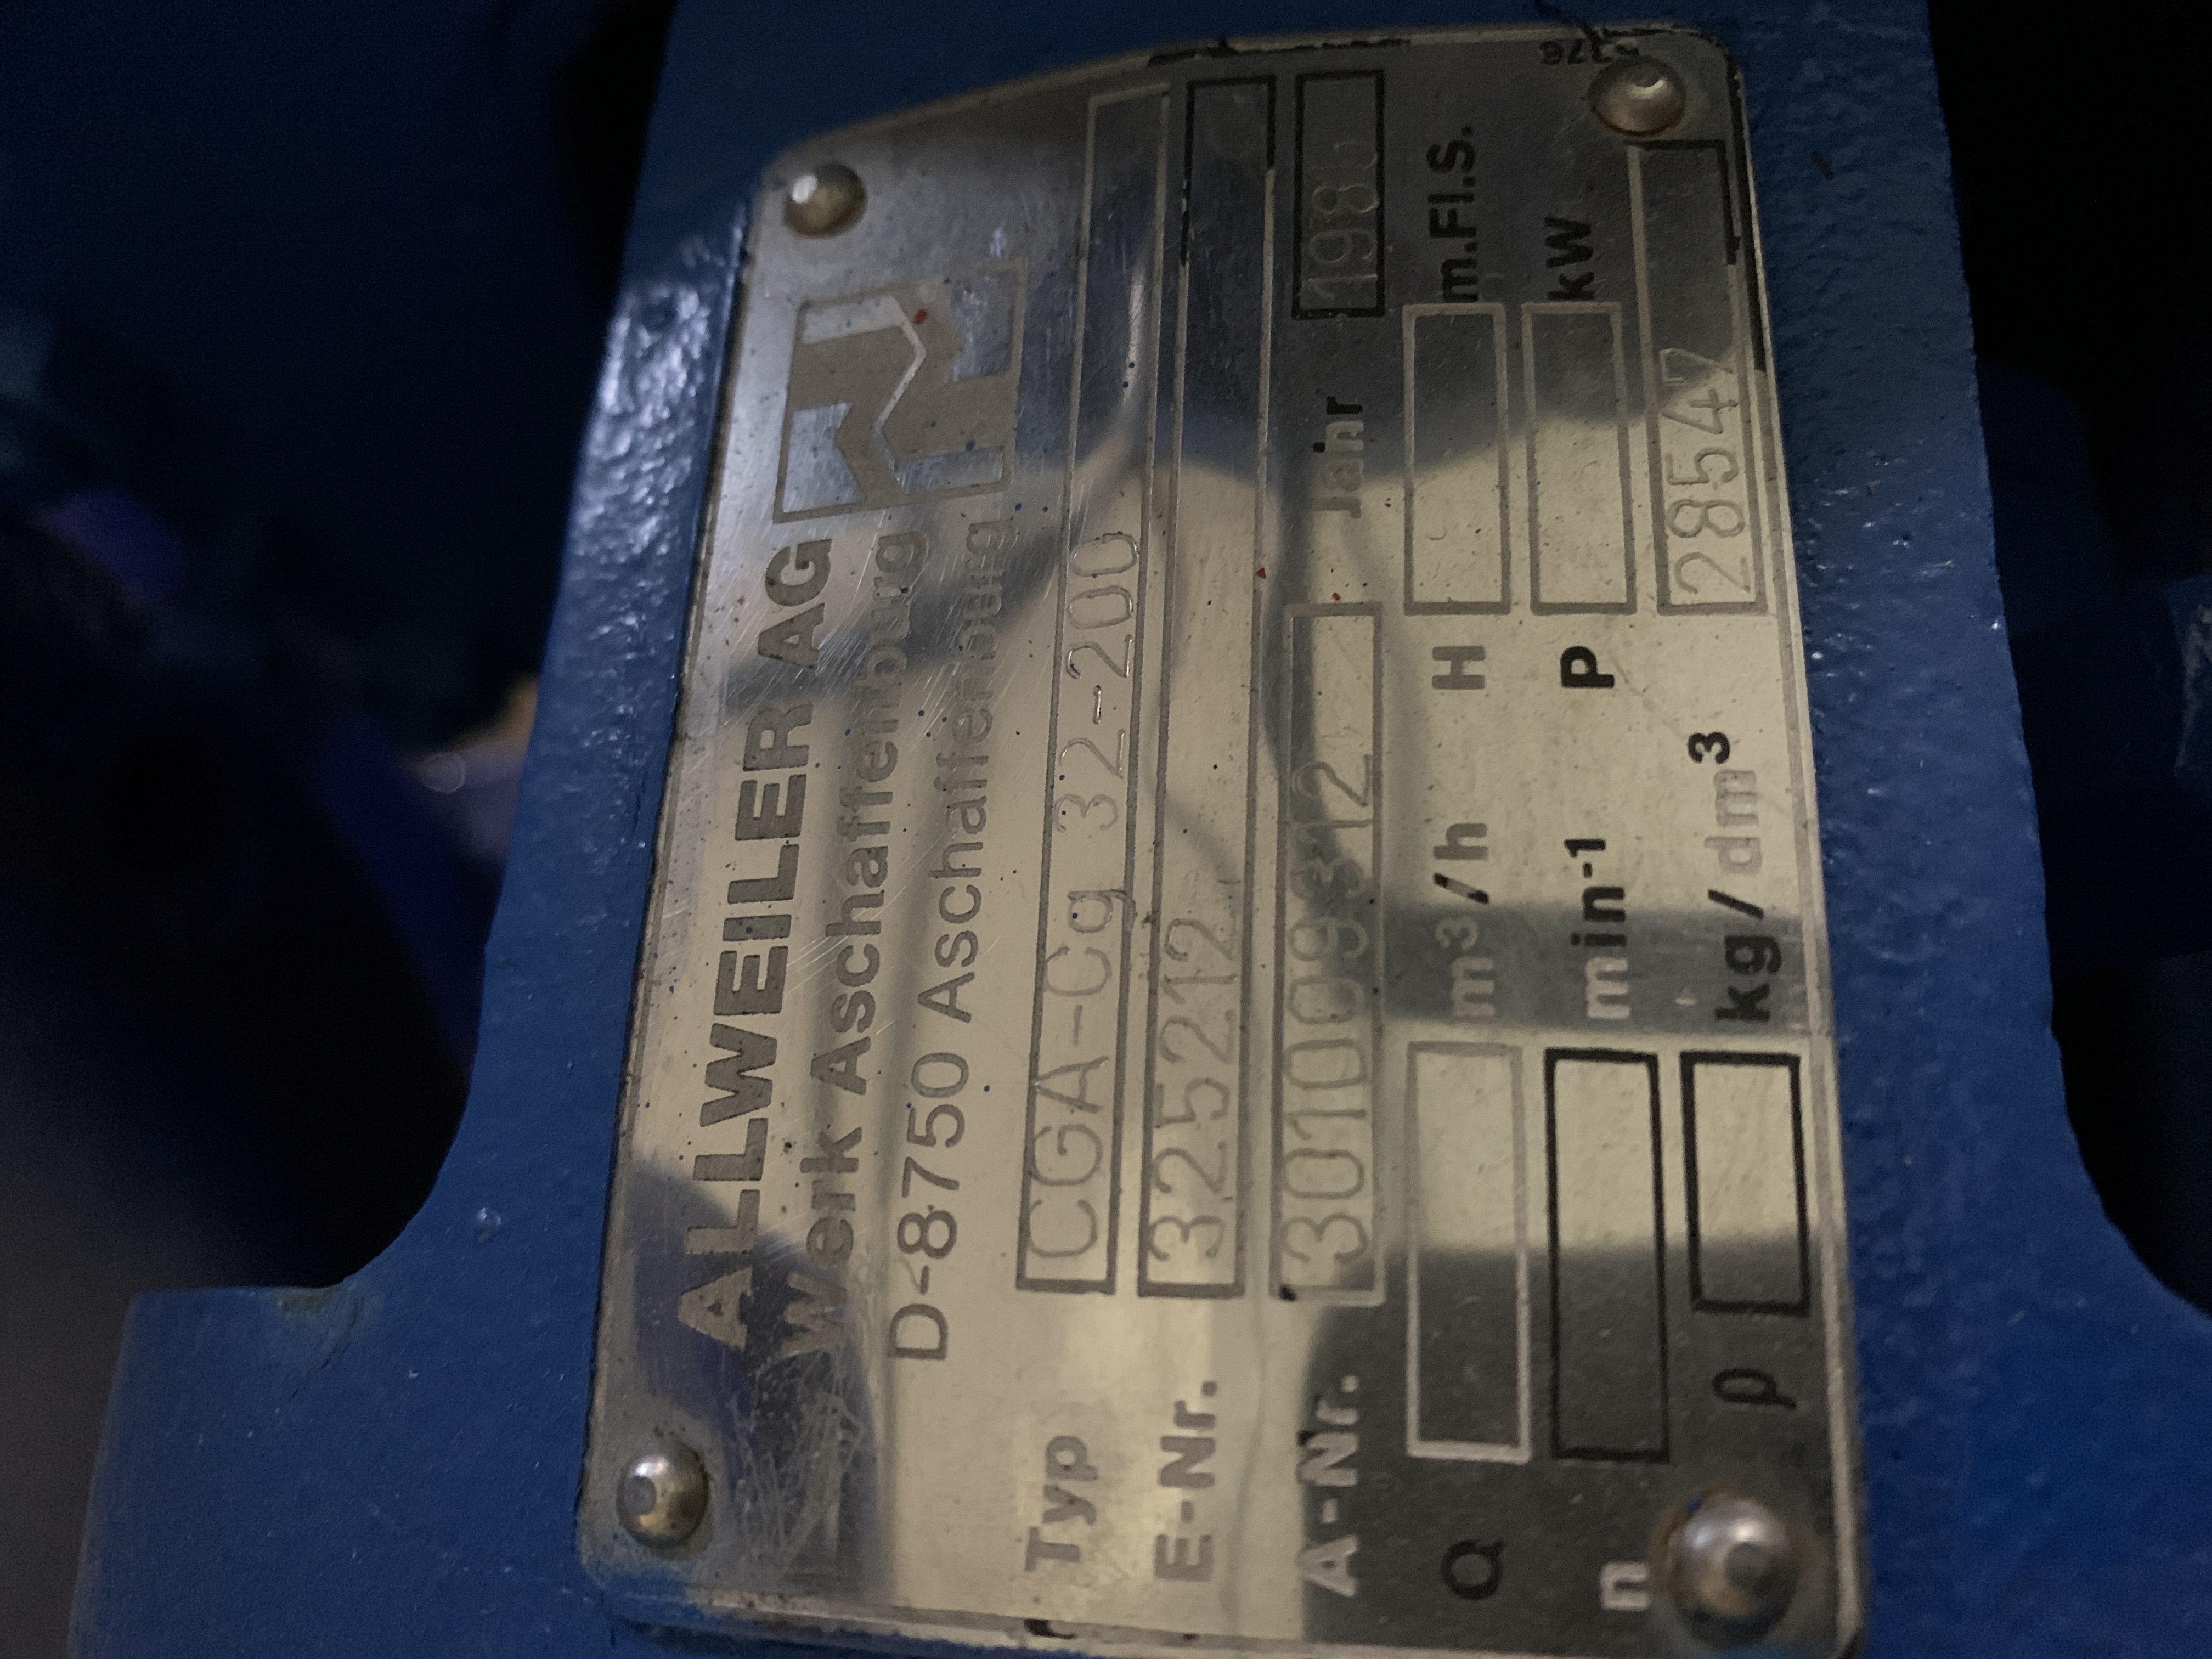 ALLWEILER AG
Werk Aschaffenburg
D-8750 Aschaffenburg
Typ CGA-Cg 32-200
E-Nr. 325212
A-Nr. 301009312 Jahr
Q m³/h H m.Fl.S.
n min-1 P kW
ρ kg/dm³ 28547